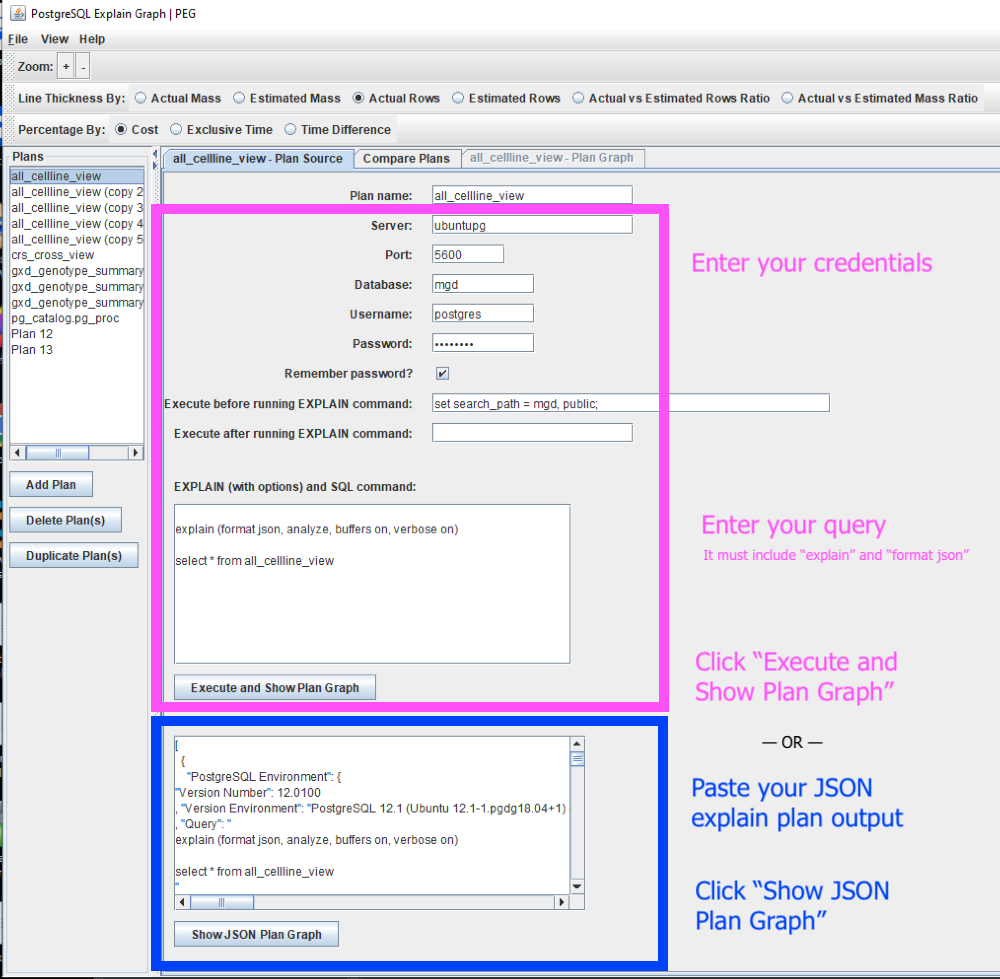 PostgreSQL Explain Graph | PEG
File View Help
Zoom: + -
Line Thickness By: Actual Mass Estimated Mass Actual Rows Estimated Rows Actual vs Estimated Rows Ratio Actual vs Estimated Mass Ratio
Percentage By: Cost Exclusive Time Time Difference
Plans
all_cellline_view
all_cellline_view (copy 2
all_cellline_view (copy 3
all_cellline_view (copy 4
all_cellline_view (copy 5
crs_cross_view
gxd_genotype_summary
gxd_genotype_summary
gxd_genotype_summary
pg_catalog.pg_proc
Plan 12
Plan 13
Add Plan
Delete Plan(s)
Duplicate Plan(s)
all_cellline_view - Plan Source Compare Plans all_cellline_view - Plan Graph
Plan name: all_cellline_view
Server: ubuntupg
Port: 5600
Database: mgd
Username: postgres
Password: ••••••••
Remember password?
Execute before running EXPLAIN command: set search_path = mgd, public;
Execute after running EXPLAIN command:
EXPLAIN (with options) and SQL command:
explain (format json, analyze, buffers on, verbose on)
select * from all_cellline_view
Execute and Show Plan Graph
[
{
"PostgreSQL Environment": {
"Version Number": 12.0100
, "Version Environment": "PostgreSQL 12.1 (Ubuntu 12.1-1.pgdg18.04+1)
, "Query": "
explain (format json, analyze, buffers on, verbose on)
select * from all_cellline_view
"
Show JSON Plan Graph
Enter your credentials
Enter your query
It must include “explain” and “format json”
Click “Execute and
Show Plan Graph”
— OR —
Paste your JSON
explain plan output
Click “Show JSON
Plan Graph”